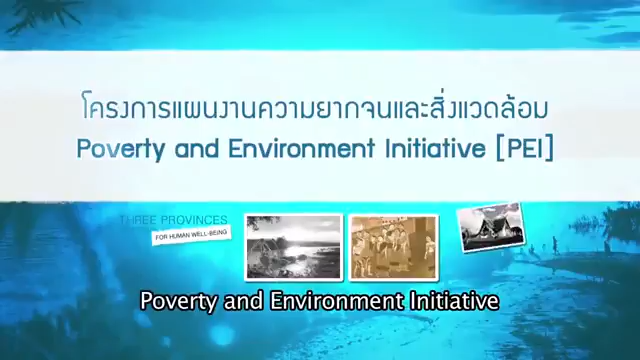 โครงการแผนงานความยากจนและสิ่งแวดล้อม
Poverty and Environment Initiative [PEI]
THREE PROVINCES
FOR HUMAN WELL-BEING
Poverty and Environment Initiative